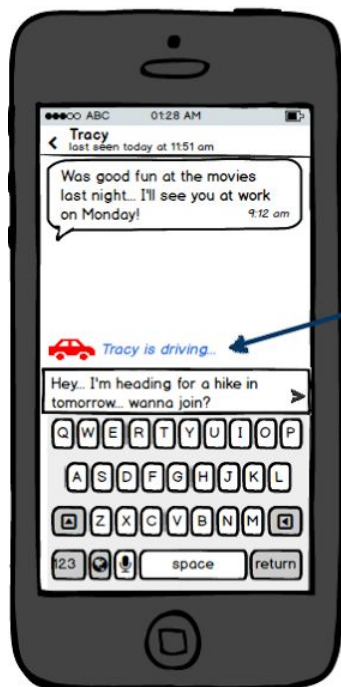 ABC 01:28 AM
Tracy
last seen today at 11:51 am
Was good fun at the movies
last night... I'll see you at work
on Monday!
9:12 am
Tracy is driving...
Hey... I'm heading for a hike in
tomorrow... wanna join?
Q W E R T Y U I O P
A S D F G H J K L
Z X C V B N M
123 space return